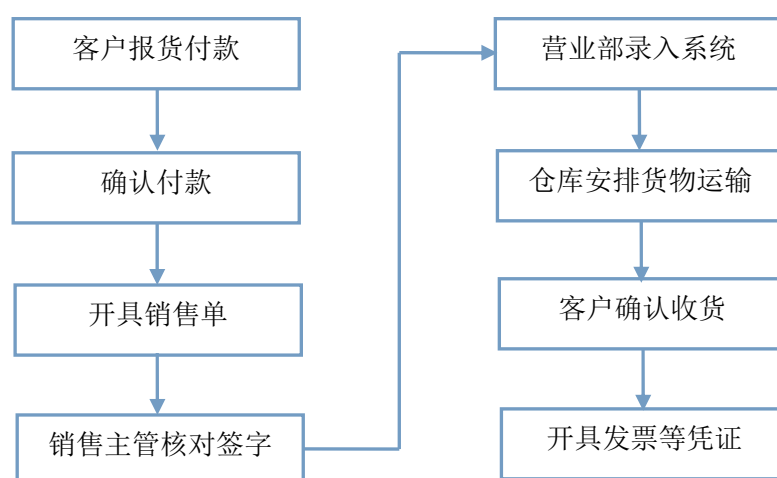 客户报货付款
确认付款
开具销售单
销售主管核对签字
营业部录入系统
仓库安排货物运输
客户确认收货
开具发票等凭证